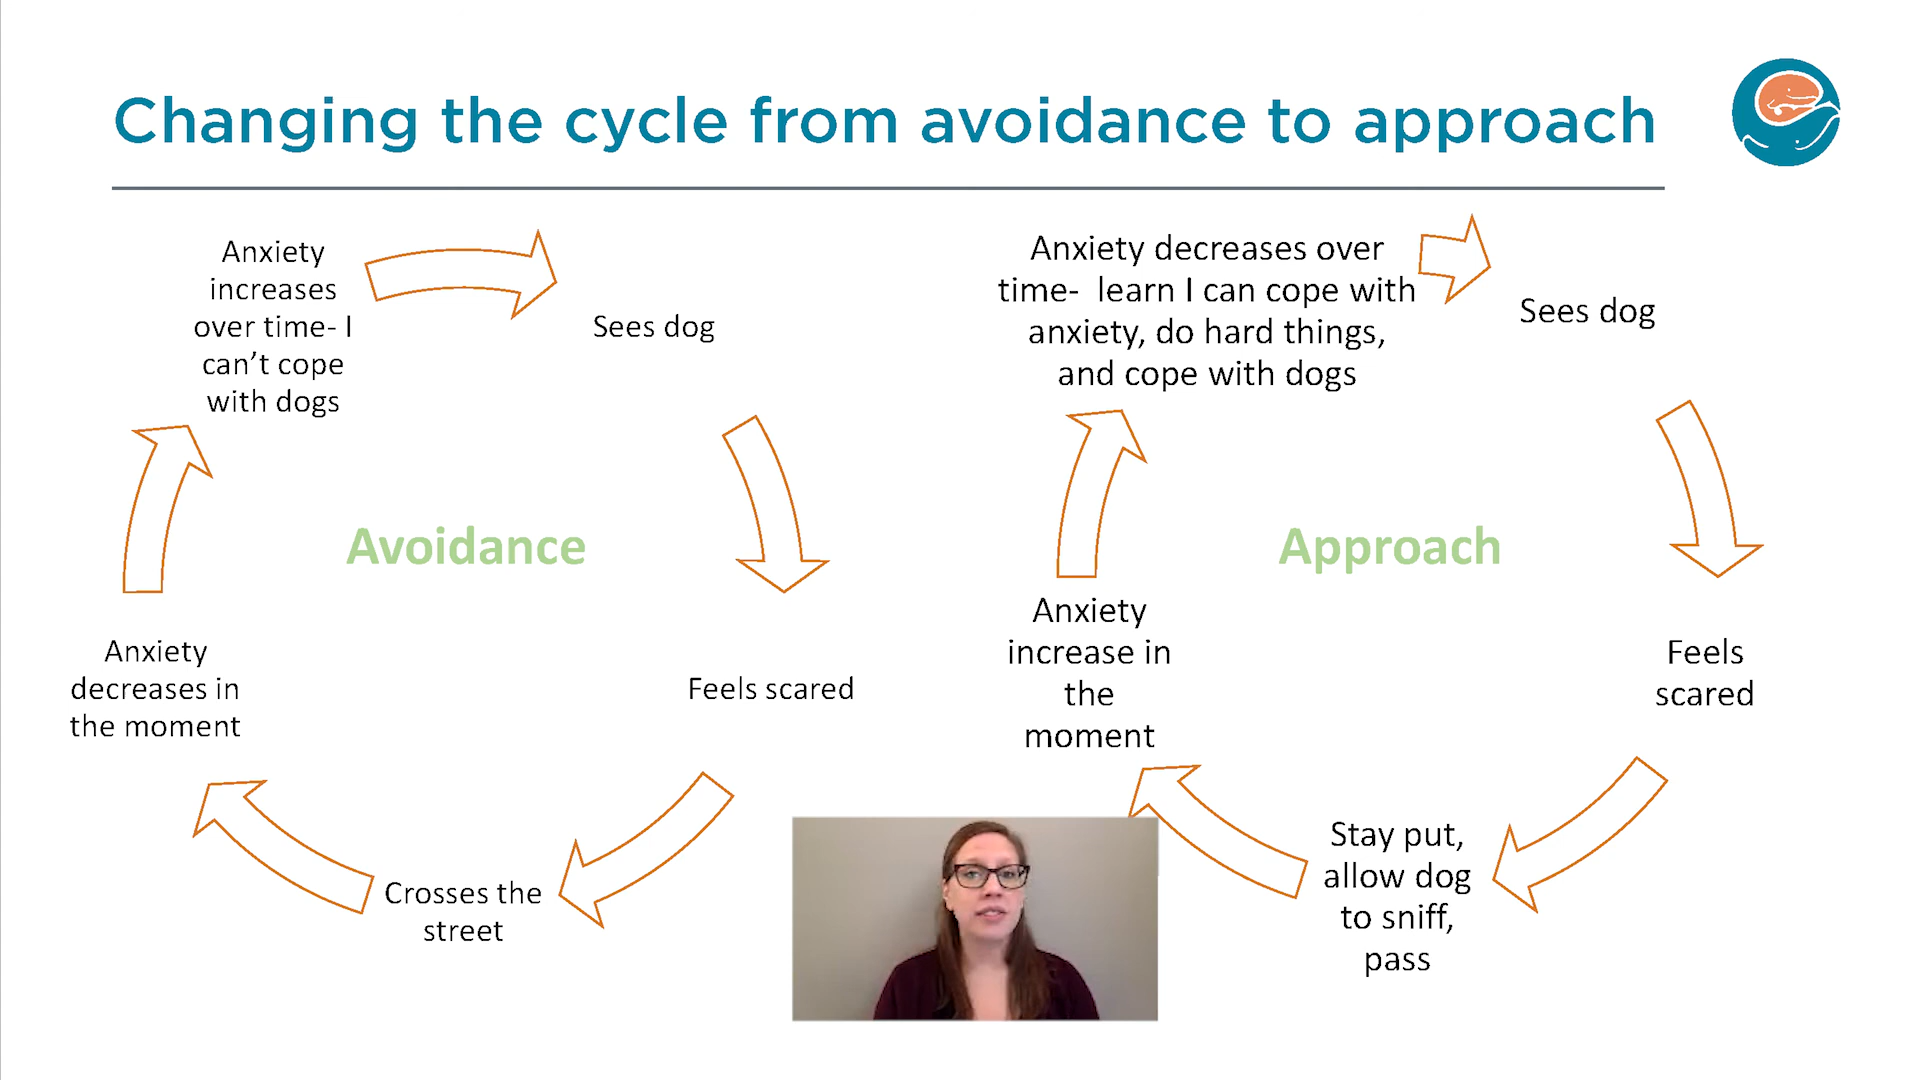 Changing the cycle from avoidance to approach
Anxiety
increases
over time- I
can't cope
with dogs
Sees dog
Feels scared
Crosses the
street
Anxiety
decreases in
the moment
Avoidance
Anxiety decreases over
time-  learn I can cope with
anxiety, do hard things,
and cope with dogs
Sees dog
Feels
scared
Stay put,
allow dog
to sniff,
pass
Anxiety
increase in
the
moment
Approach